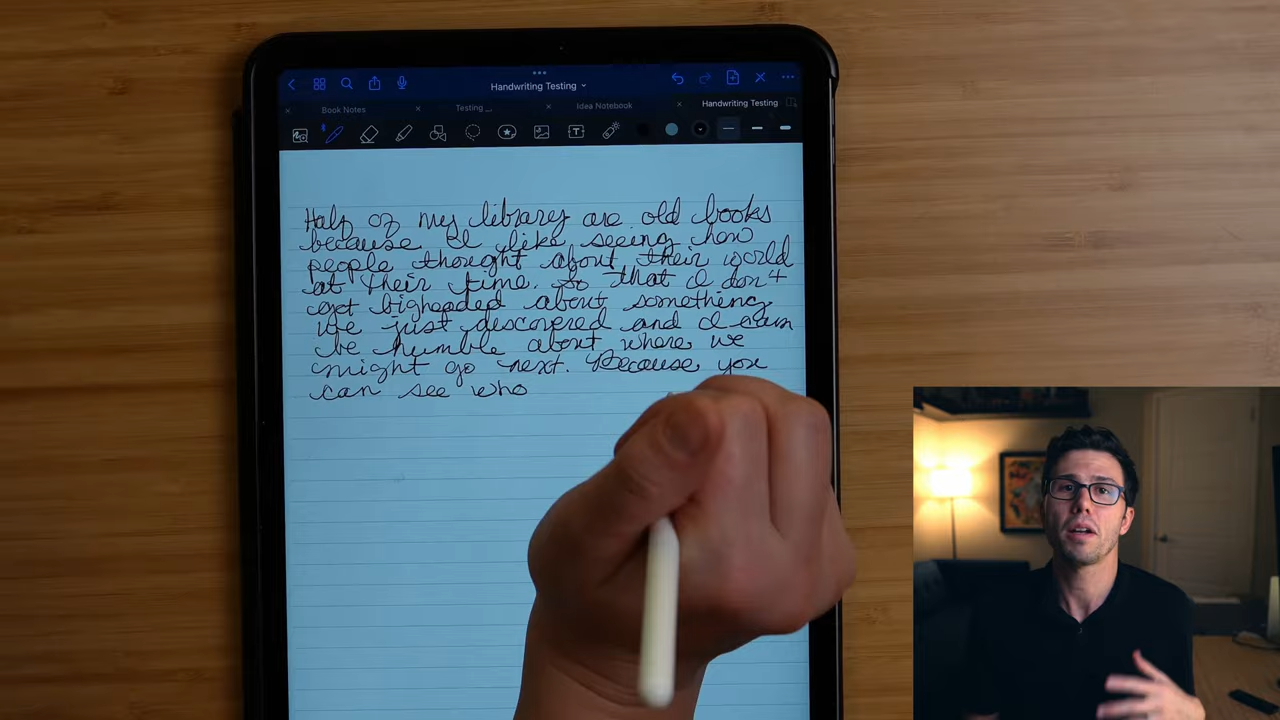 Handwriting Testing
Book Notes
Testing ...
Idea Notebook
Handwriting Testing
Half of my library are old books
because I like seeing how
people thought about their world
at their time. So that I don't
get bigheaded about something
we just discovered and I can
be humble about where we
might go next. Because you
can see who